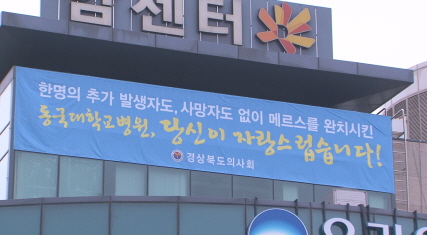 센터
한명의 추가 발생자도, 사망자도 없이 메르스를 완치시킨
동국대학교병원, 당신이 자랑스럽습니다!
경상북도의사회